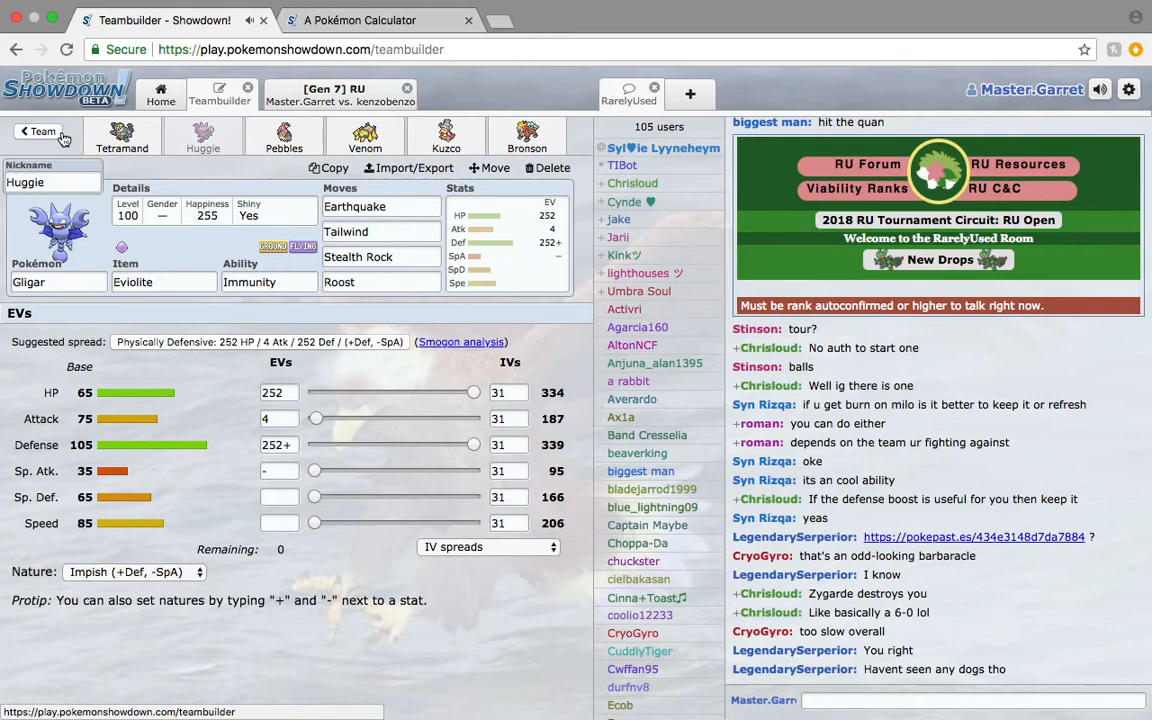 Teambuilder - Showdown!
A Pokémon Calculator
Secure https://play.pokemonshowdown.com/teambuilder
Pokémon
SHOWDOWN!
BETA
Home
Teambuilder
[Gen 7] RU
Master.Garret vs. kenzobenzo
RarelyUsed
Master.Garret
Team
Tetramand
Huggie
Pebbles
Venom
Kuzco
Bronson
Nickname
Huggie
Copy
Import/Export
Move
Delete
Details
Level
100
Gender
—
Happiness
255
Shiny
Yes
GROUND FLYING
Pokémon
Gligar
Item
Eviolite
Ability
Immunity
Moves
Earthquake
Tailwind
Stealth Rock
Roost
Stats
EV
HP 252
Atk 4
Def 252+
SpA –
SpD
Spe
EVs
Suggested spread: Physically Defensive: 252 HP / 4 Atk / 252 Def / (+Def, -SpA) (Smogon analysis)
Base EVs IVs
HP 65 252 31 334
Attack 75 4 31 187
Defense 105 252+ 31 339
Sp. Atk. 35 - 31 95
Sp. Def. 65 31 166
Speed 85 31 206
Remaining: 0
IV spreads
Nature: Impish (+Def, -SpA)
Protip: You can also set natures by typing "+" and "-" next to a stat.
https://play.pokemonshowdown.com/teambuilder
105 users
#Syl♥ie Lyyneheym
*TIBot
+Chrisloud
+Cynde ♥
+jake
+Jarii
+Kinkツ
+lighthouses ツ
+Umbra Soul
Activri
Agarcia160
AltonNCF
Anjuna_alan1395
a rabbit
Averardo
Ax1a
Band Cresselia
beaverking
biggest man
bladejarrod1999
blue_lightning09
Captain Maybe
Choppa-Da
chuckster
cielbakasan
Cinna+Toast♫
coolio12233
CryoGyro
CuddlyTiger
Cwffan95
durfnv8
Ecob
biggest man: hit the quan
RU Forum
RU Resources
Viability Ranks
RU C&C
2018 RU Tournament Circuit: RU Open
Welcome to the RarelyUsed Room
New Drops
Must be rank autoconfirmed or higher to talk right now.
Stinson: tour?
+Chrisloud: No auth to start one
Stinson: balls
+Chrisloud: Well ig there is one
Syn Rizqa: if u get burn on milo is it better to keep it or refresh
+roman: you can do either
+roman: depends on the team ur fighting against
Syn Rizqa: oke
Syn Rizqa: its an cool ability
+Chrisloud: If the defense boost is useful for you then keep it
Syn Rizqa: yeas
LegendarySerperior: https://pokepast.es/434e3148d7da7884 ?
CryoGyro: that's an odd-looking barbaracle
LegendarySerperior: I know
+Chrisloud: Zygarde destroys you
+Chrisloud: Like basically a 6-0 lol
CryoGyro: too slow overall
LegendarySerperior: You right
LegendarySerperior: Havent seen any dogs tho
Master.Garre